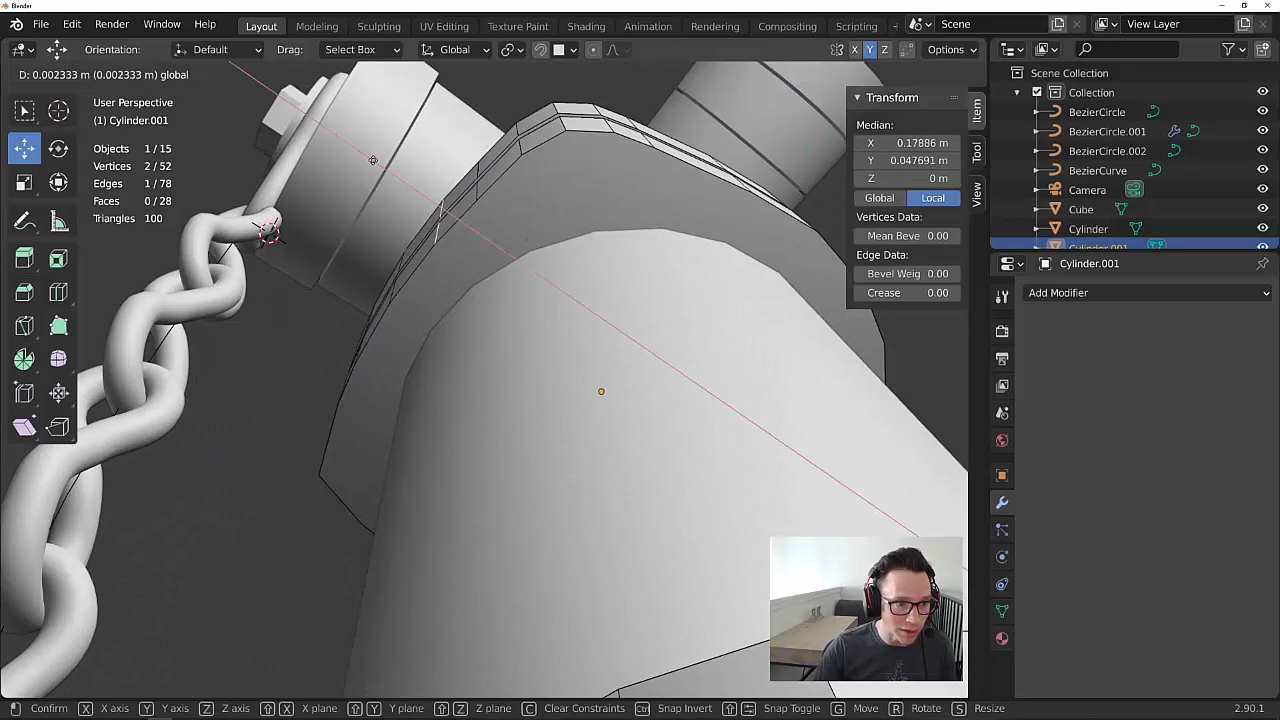 Blender
File Edit Render Window Help Layout Modeling Sculpting UV Editing Texture Paint Shading Animation Rendering Compositing Scripting Scene View Layer
Orientation: Default Drag: Select Box Global X Y Z Options
D: 0.002333 m (0.002333 m) global
User Perspective
(1) Cylinder.001
Objects 1/15
Vertices 2/52
Edges 1/78
Faces 0/28
Triangles 100
Transform
Median:
X 0.17886 m
Y 0.047691 m
Z 0 m
Global Local
Vertices Data:
Mean Beve 0.00
Edge Data:
Bevel Weig 0.00
Crease 0.00
Item
Tool
View
Scene Collection
Collection
BezierCircle
BezierCircle.001
BezierCircle.002
BezierCurve
Camera
Cube
Cylinder
Cylinder.001
Cylinder.001
Add Modifier
Confirm X X axis Y Y axis Z Z axis X X plane Y Y plane Z Z plane C Clear Constraints Ctrl Snap Invert Snap Toggle G Move R Rotate S Resize 2.90.1